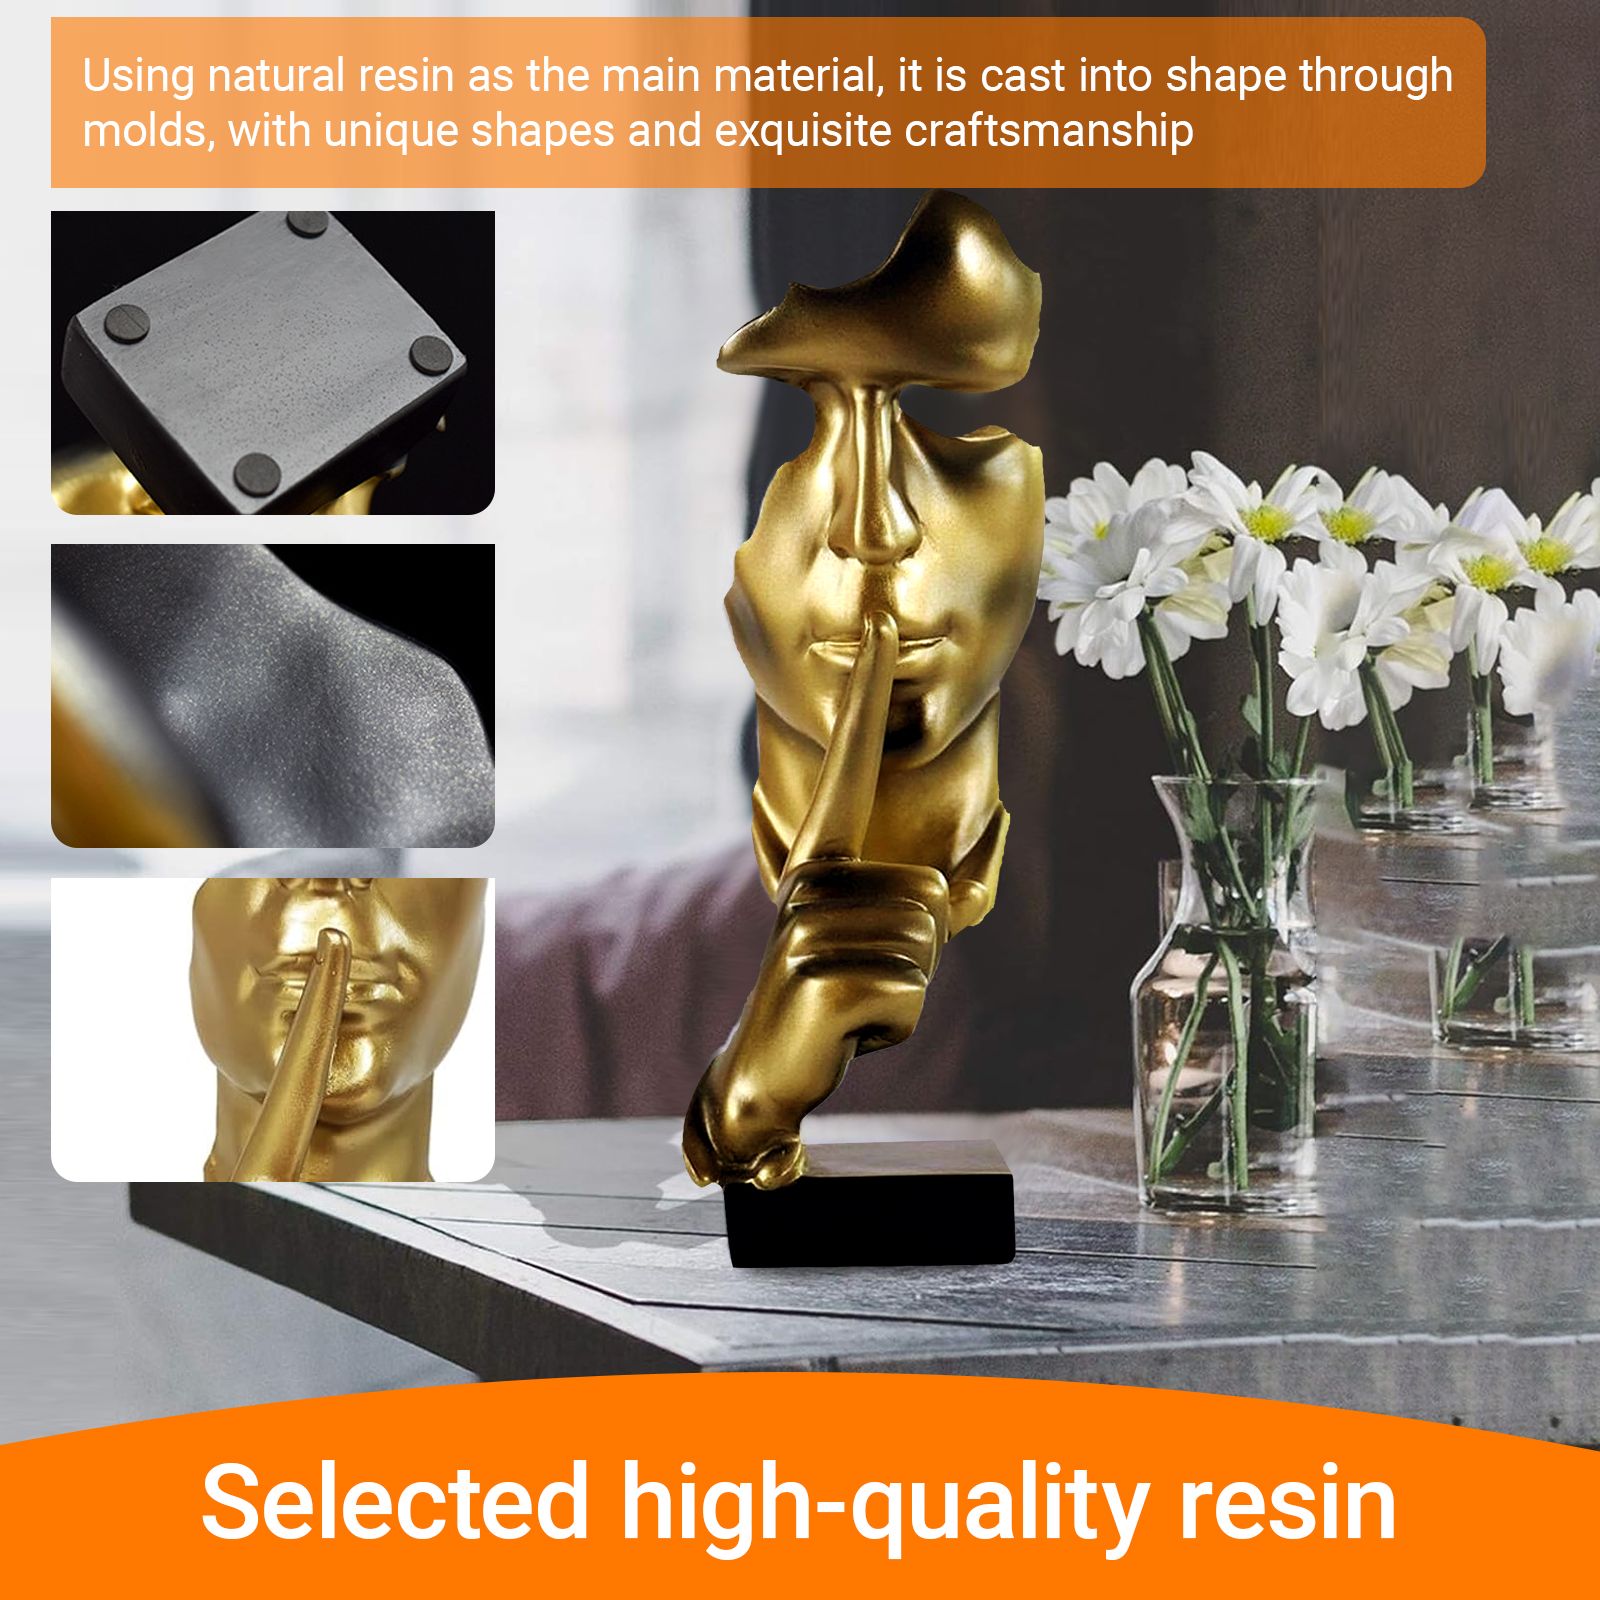 Using natural resin as the main material, it is cast into shape through
molds, with unique shapes and exquisite craftsmanship
Selected high-quality resin